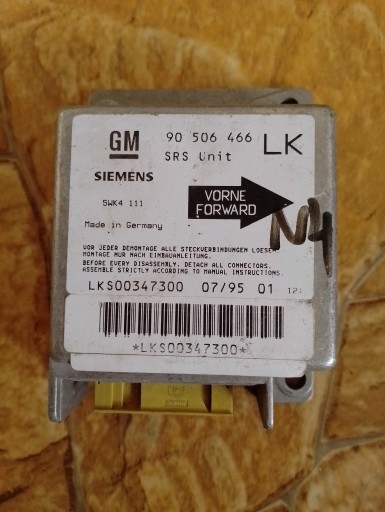 GM 90 506 466 LK
SRS Unit
SIEMENS
5WK4 111
VORNE
FORWARD
Made in Germany
VOR JEDER DEMONTAGE ALLE STECKVERBINDUNGEN LOESEN.
MONTAGE NUR NACH EINBAUANLEITUNG.
BEFORE EVERY DISASSEMBLY, DETACH ALL CONNECTORS.
ASSEMBLE STRICTLY ACCORDING TO MANUAL INSTRUCTIONS
LKS00347300 07/95 01
*LKS00347300*